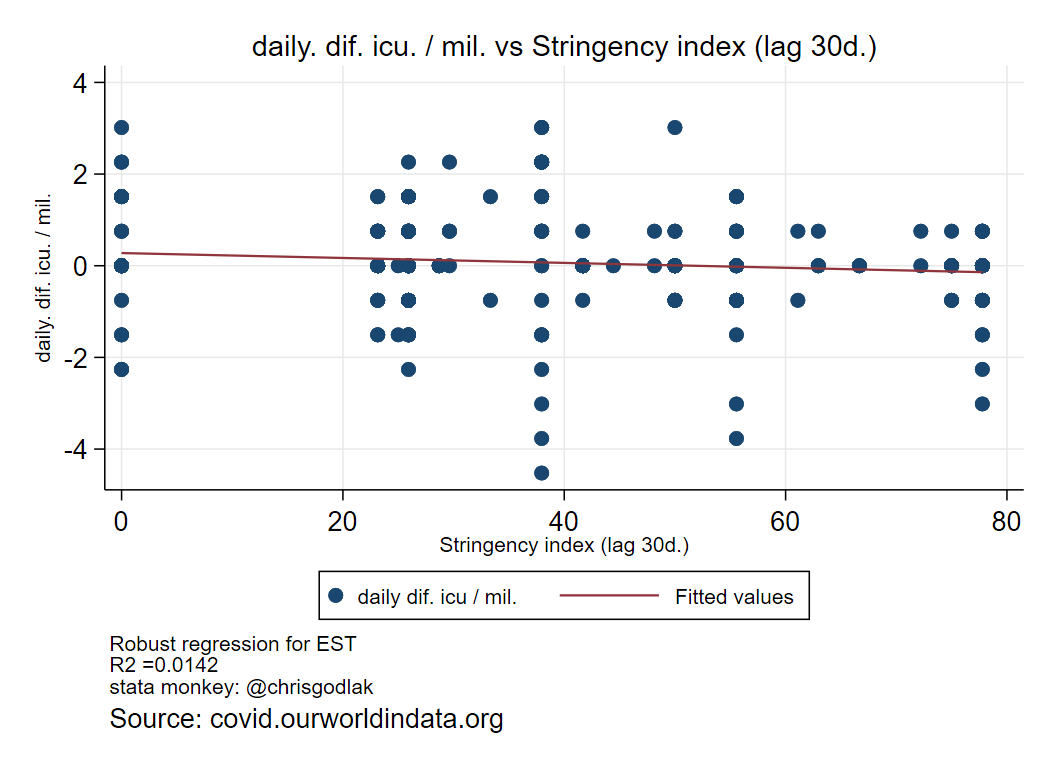 daily. dif. icu. / mil. vs Stringency index (lag 30d.)
daily. dif. icu. / mil.
4
2
0
-2
-4
0 20 40 60 80
Stringency index (lag 30d.)
daily dif. icu / mil. Fitted values
Robust regression for EST
R2 =0.0142
stata monkey: @chrisgodlak
Source: covid.ourworldindata.org